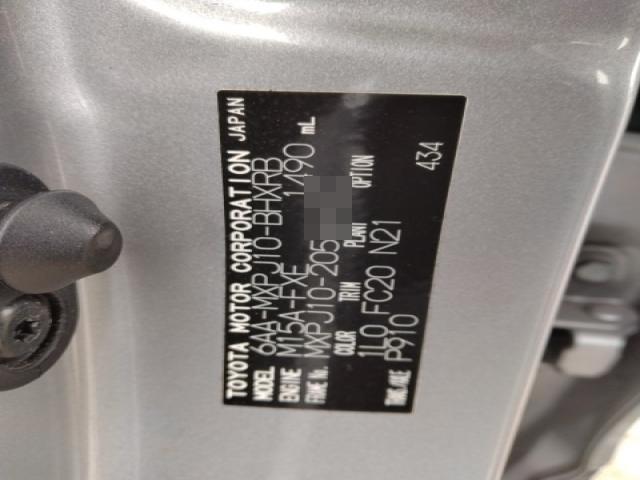 TOYOTA MOTOR CORPORATION JAPAN
MODEL 6AA-MXPJ10-BHXRB
ENGINE M15A-FXE 1490 mL
FRAME No. MXPJ10-205
COLOR TRIM PLANT OPTION
1L0 FC20 N21
TRANS./AXLE P910
434